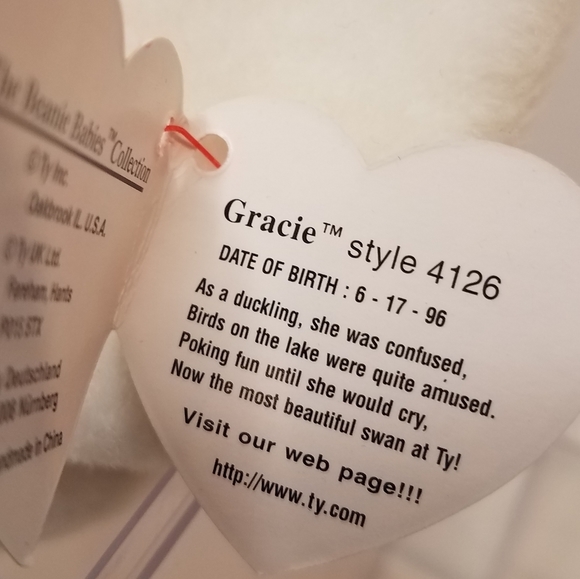 The Beanie Babies™ Collection
© Ty Inc.
Oakbrook IL, U.S.A.
© Ty UK Ltd.
Fareham, Hants
Deutschland
Nürnberg
made in China
Gracie™ style 4126
DATE OF BIRTH : 6 - 17 - 96
As a duckling, she was confused,
Birds on the lake were quite amused.
Poking fun until she would cry,
Now the most beautiful swan at Ty!
Visit our web page!!!
http://www.ty.com